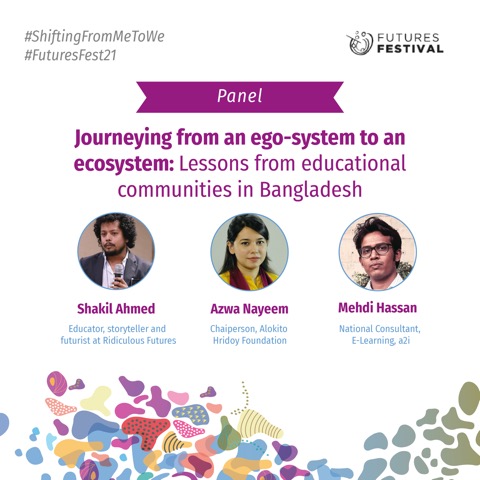 #ShiftingFromMeToWe
#FuturesFest21
FUTURES
FESTIVAL
Panel
Journeying from an ego-system to an
ecosystem: Lessons from educational
communities in Bangladesh
Shakil Ahmed
Educator, storyteller and
futurist at Ridiculous Futures
Azwa Nayeem
Chaiperson, Alokito
Hridoy Foundation
Mehdi Hassan
National Consultant,
E-Learning, a2i